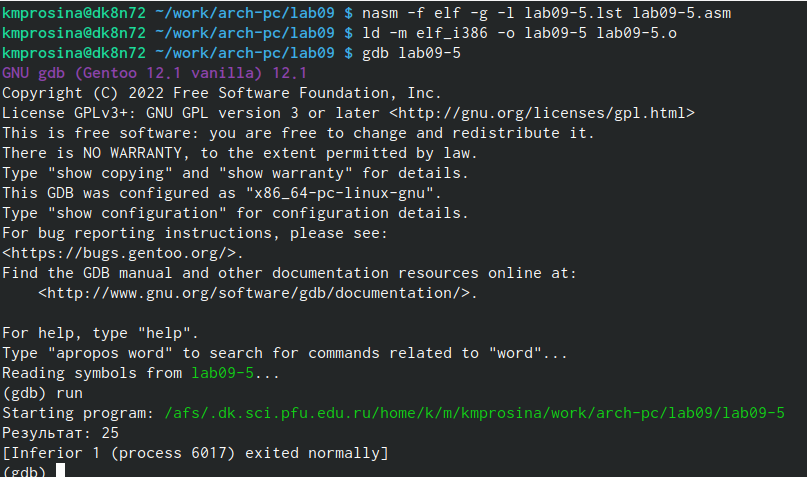 kmprosina@dk8n72 ~/work/arch-pc/lab09 $ nasm -f elf -g -l lab09-5.lst lab09-5.asm
kmprosina@dk8n72 ~/work/arch-pc/lab09 $ ld -m elf_i386 -o lab09-5 lab09-5.o
kmprosina@dk8n72 ~/work/arch-pc/lab09 $ gdb lab09-5
GNU gdb (Gentoo 12.1 vanilla) 12.1
Copyright (C) 2022 Free Software Foundation, Inc.
License GPLv3+: GNU GPL version 3 or later <http://gnu.org/licenses/gpl.html>
This is free software: you are free to change and redistribute it.
There is NO WARRANTY, to the extent permitted by law.
Type "show copying" and "show warranty" for details.
This GDB was configured as "x86_64-pc-linux-gnu".
Type "show configuration" for configuration details.
For bug reporting instructions, please see:
<https://bugs.gentoo.org/>.
Find the GDB manual and other documentation resources online at:
    <http://www.gnu.org/software/gdb/documentation/>.

For help, type "help".
Type "apropos word" to search for commands related to "word"...
Reading symbols from lab09-5...
(gdb) run
Starting program: /afs/.dk.sci.pfu.edu.ru/home/k/m/kmprosina/work/arch-pc/lab09/lab09-5
Результат: 25
[Inferior 1 (process 6017) exited normally]
(gdb)